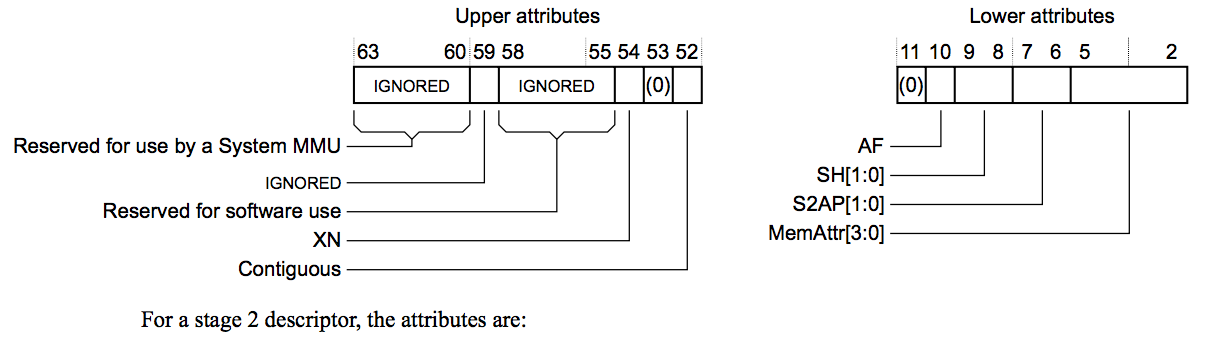 Upper attributes
Lower attributes
63 60 59 58 55 54 53 52
11 10 9 8 7 6 5 2
IGNORED IGNORED (0)
(0)
Reserved for use by a System MMU
IGNORED
Reserved for software use
XN
Contiguous
AF
SH[1:0]
S2AP[1:0]
MemAttr[3:0]
For a stage 2 descriptor, the attributes are: